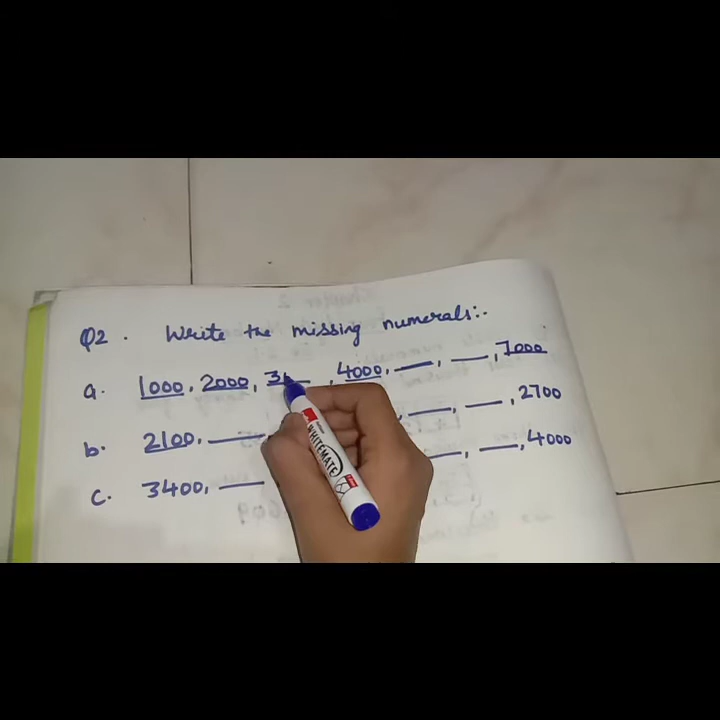 Q2. Write the missing numerals:-
a. 1000, 2000, 3, 4000, ___, ___, 7000
b. 2100, ___ , ___, ___, 2700
c. 3400, ___ ___, ___, 4000
WHITEMATE